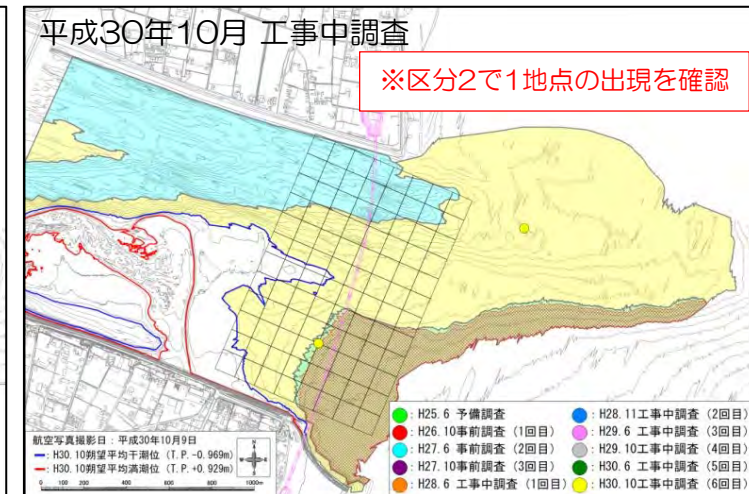 平成30年10月 工事中調査
※区分2で1地点の出現を確認
航空写真撮影日：平成30年10月9日
：H30.10朔望平均干潮位（T.P.-0.969m）
：H30.10朔望平均満潮位（T.P.+0.929m）
N
W E
S
0 100 200 400 600 800 1000m
：H25.6 予備調査
：H26.10事前調査（1回目）
：H27.6 事前調査（2回目）
：H27.10事前調査（3回目）
：H28.6 工事中調査（1回目）
：H28.11工事中調査（2回目）
：H29.6 工事中調査（3回目）
：H29.10工事中調査（4回目）
：H30.6 工事中調査（5回目）
：H30.10工事中調査（6回目）